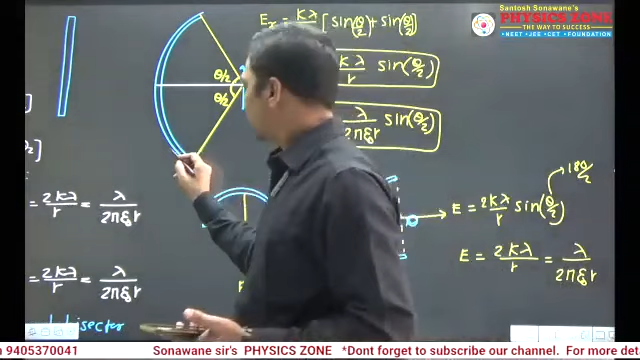 Santosh Sonawane's
PHYSICS ZONE
THE WAY TO SUCCESS
•NEET •JEE •CET •FOUNDATION
Eₓ = Kλ/r [sin(θ/2) + sin(θ/2)]
Kλ/r sin(θ/2)
λ/2πε₀r sin(θ/2)
θ/2
θ/2
= 2Kλ/r = λ/2πε₀r
E = 2Kλ/r sin(θ/2)
180/2
E = 2Kλ/r = λ/2πε₀r
= 2Kλ/r = λ/2πε₀r
bisector
9405370041 Sonawane sir's PHYSICS ZONE *Dont forget to subscribe our channel. For more det